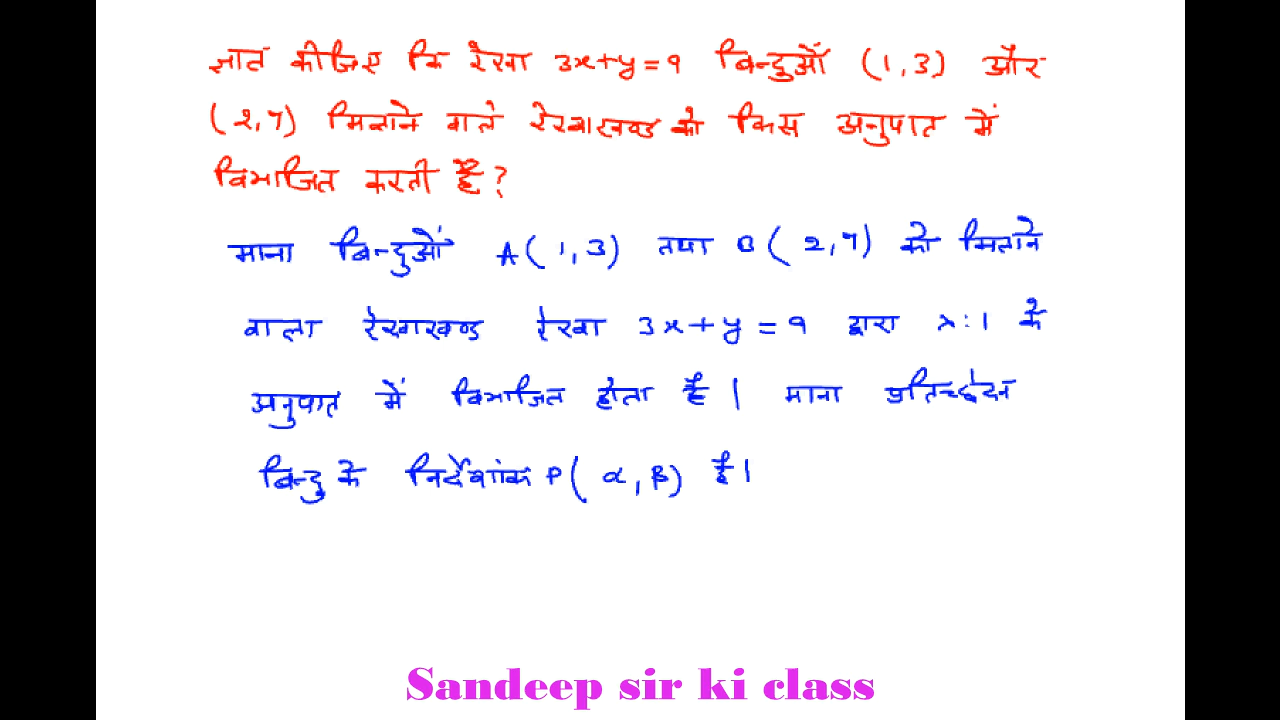 ज्ञात कीजिए कि रेखा 3x+y=9 बिन्दुओं (1,3) और
(2,7) मिलाने वाले रेखाखण्ड को किस अनुपात में
विभाजित करती है?
माना बिन्दुओं A(1,3) तथा B(2,7) को मिलाने
वाला रेखाखण्ड रेखा 3x+y=9 द्वारा λ:1 के
अनुपात में विभाजित होता है। माना प्रतिच्छेदन
बिन्दु के निर्देशांक P(α,β) है।
Sandeep sir ki class